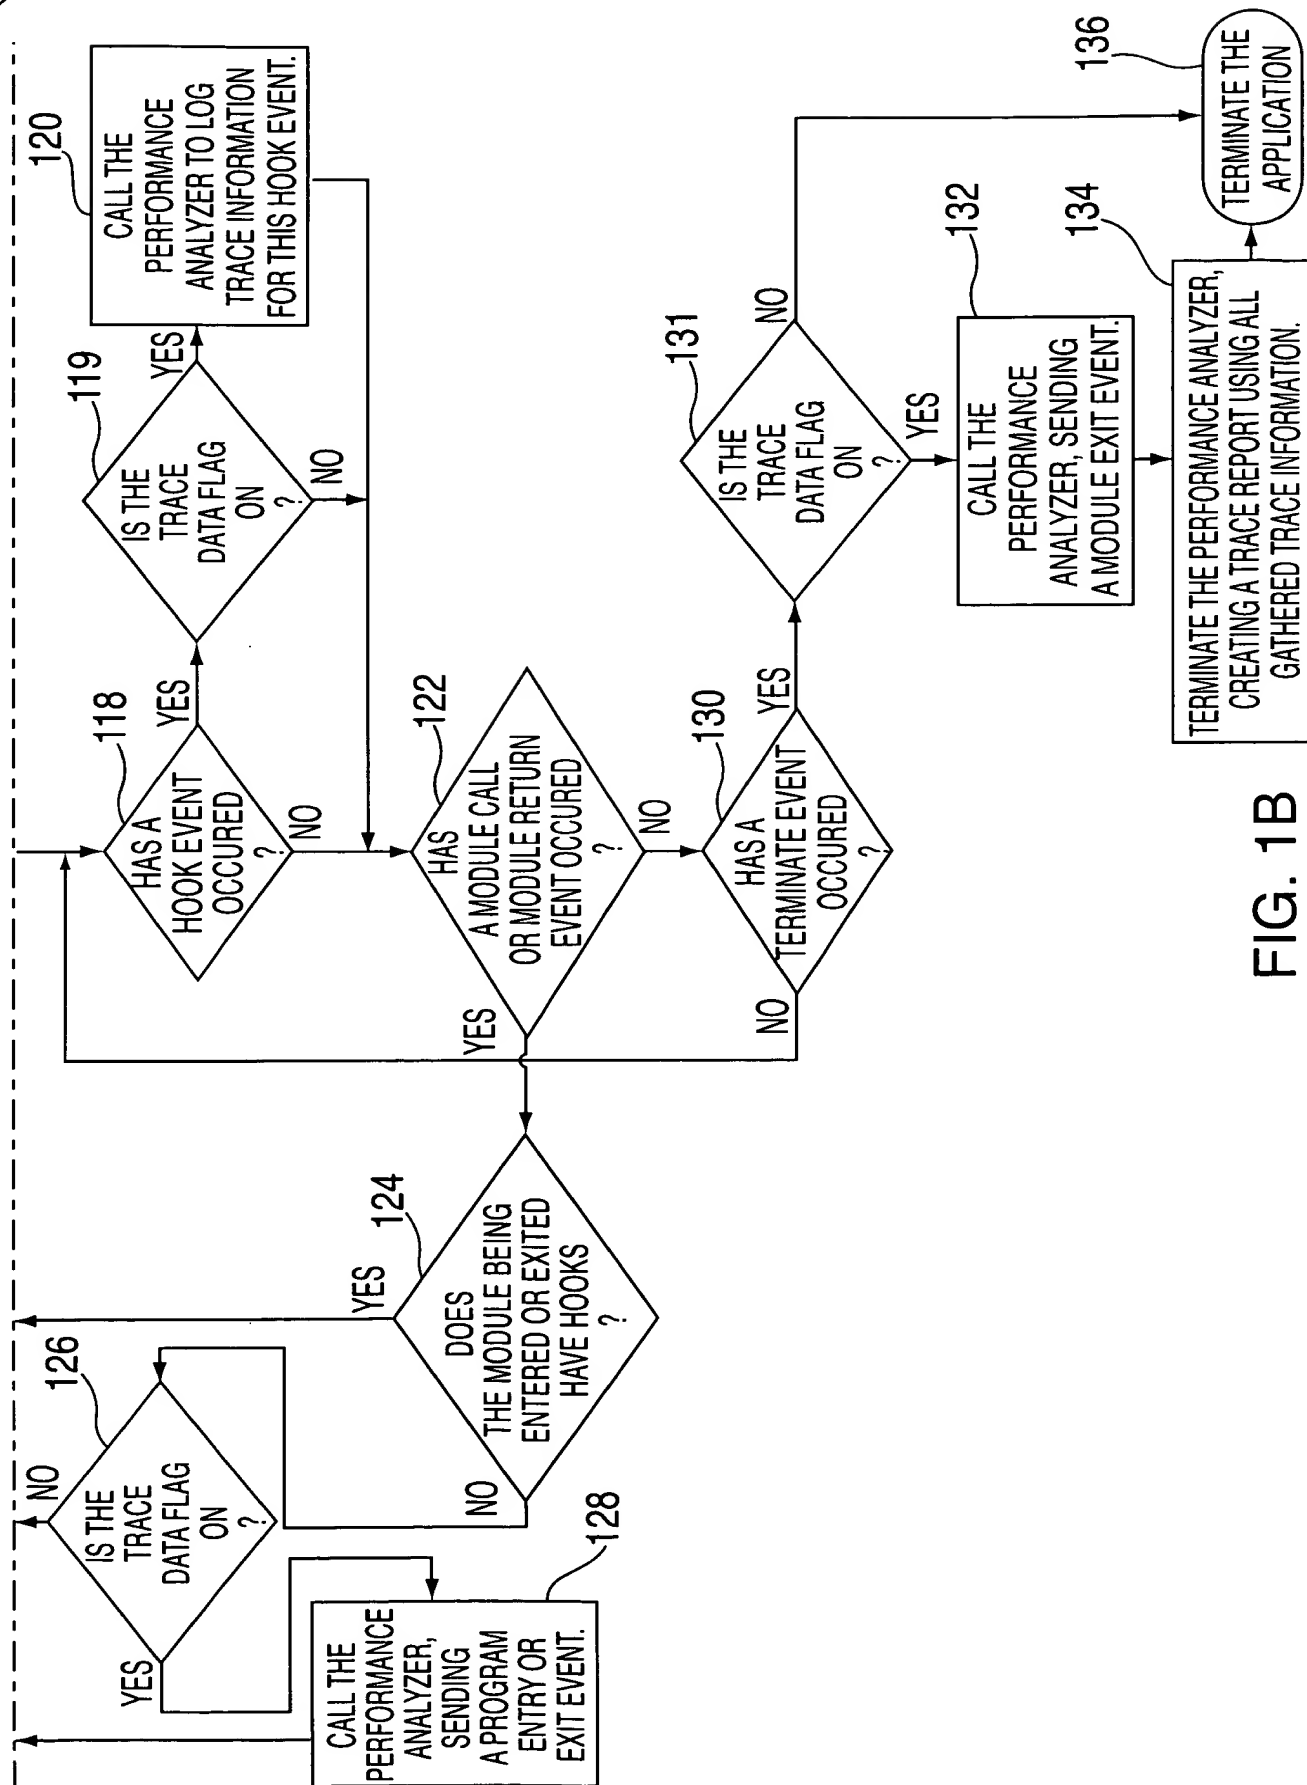 120
CALL THE
PERFORMANCE
ANALYZER TO LOG
TRACE INFORMATION
FOR THIS HOOK EVENT.
119
IS THE
TRACE
DATA FLAG
ON
?
YES
NO
118
HAS A
HOOK EVENT
OCCURED
?
YES
NO
122
HAS
A MODULE CALL
OR MODULE RETURN
EVENT OCCURED
?
YES
NO
124
DOES
THE MODULE BEING
ENTERED OR EXITED
HAVE HOOKS
?
YES
NO
126
IS THE
TRACE
DATA FLAG
ON
?
NO
YES
128
CALL THE
PERFORMANCE
ANALYZER,
SENDING
A PROGRAM
ENTRY OR
EXIT EVENT.
130
HAS A
TERMINATE EVENT
OCCURED
?
NO
YES
131
IS THE
TRACE
DATA FLAG
ON
?
NO
YES
132
CALL THE
PERFORMANCE
ANALYZER, SENDING
A MODULE EXIT EVENT.
134
TERMINATE THE PERFORMANCE ANALYZER,
CREATING A TRACE REPORT USING ALL
GATHERED TRACE INFORMATION.
136
TERMINATE THE
APPLICATION
FIG. 1B